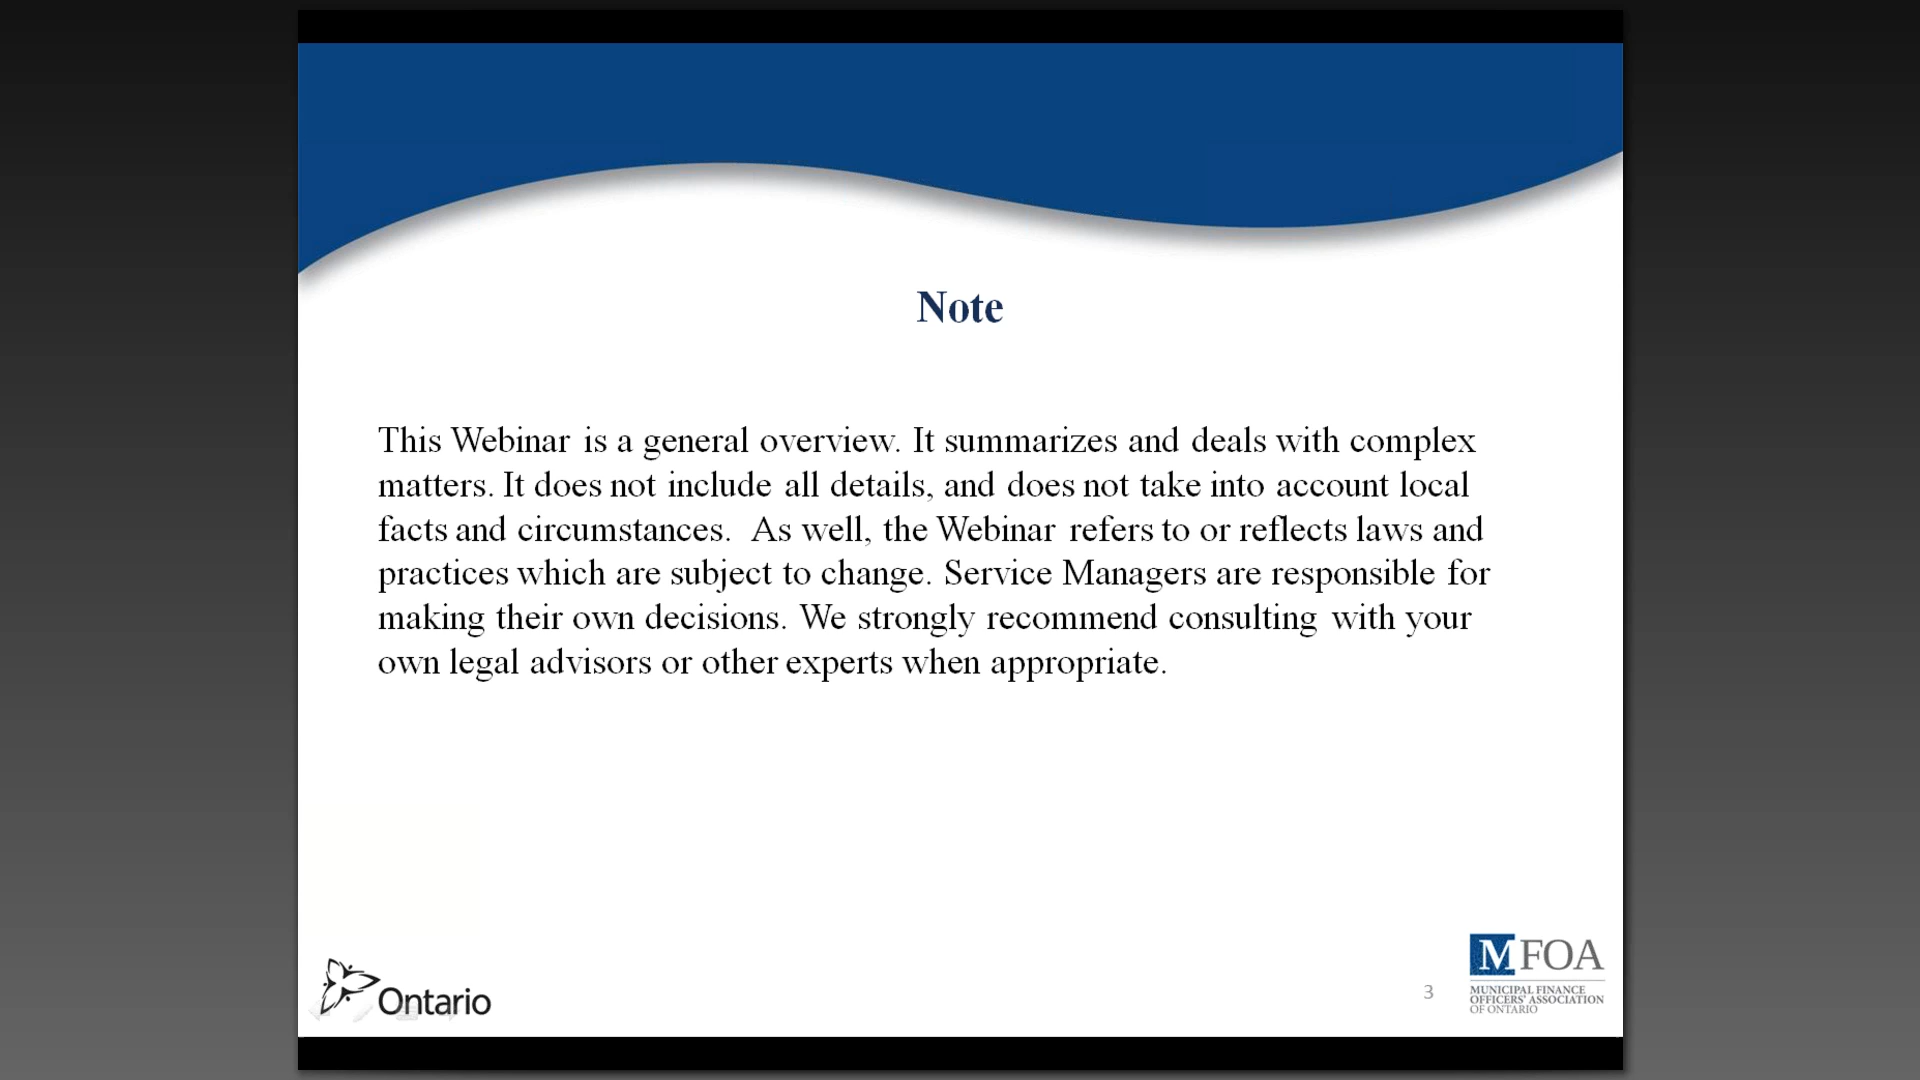 Note
This Webinar is a general overview. It summarizes and deals with complex
matters. It does not include all details, and does not take into account local
facts and circumstances.  As well, the Webinar refers to or reflects laws and
practices which are subject to change. Service Managers are responsible for
making their own decisions. We strongly recommend consulting with your
own legal advisors or other experts when appropriate.
Ontario
3
MFOA
MUNICIPAL FINANCE
OFFICERS' ASSOCIATION
OF ONTARIO